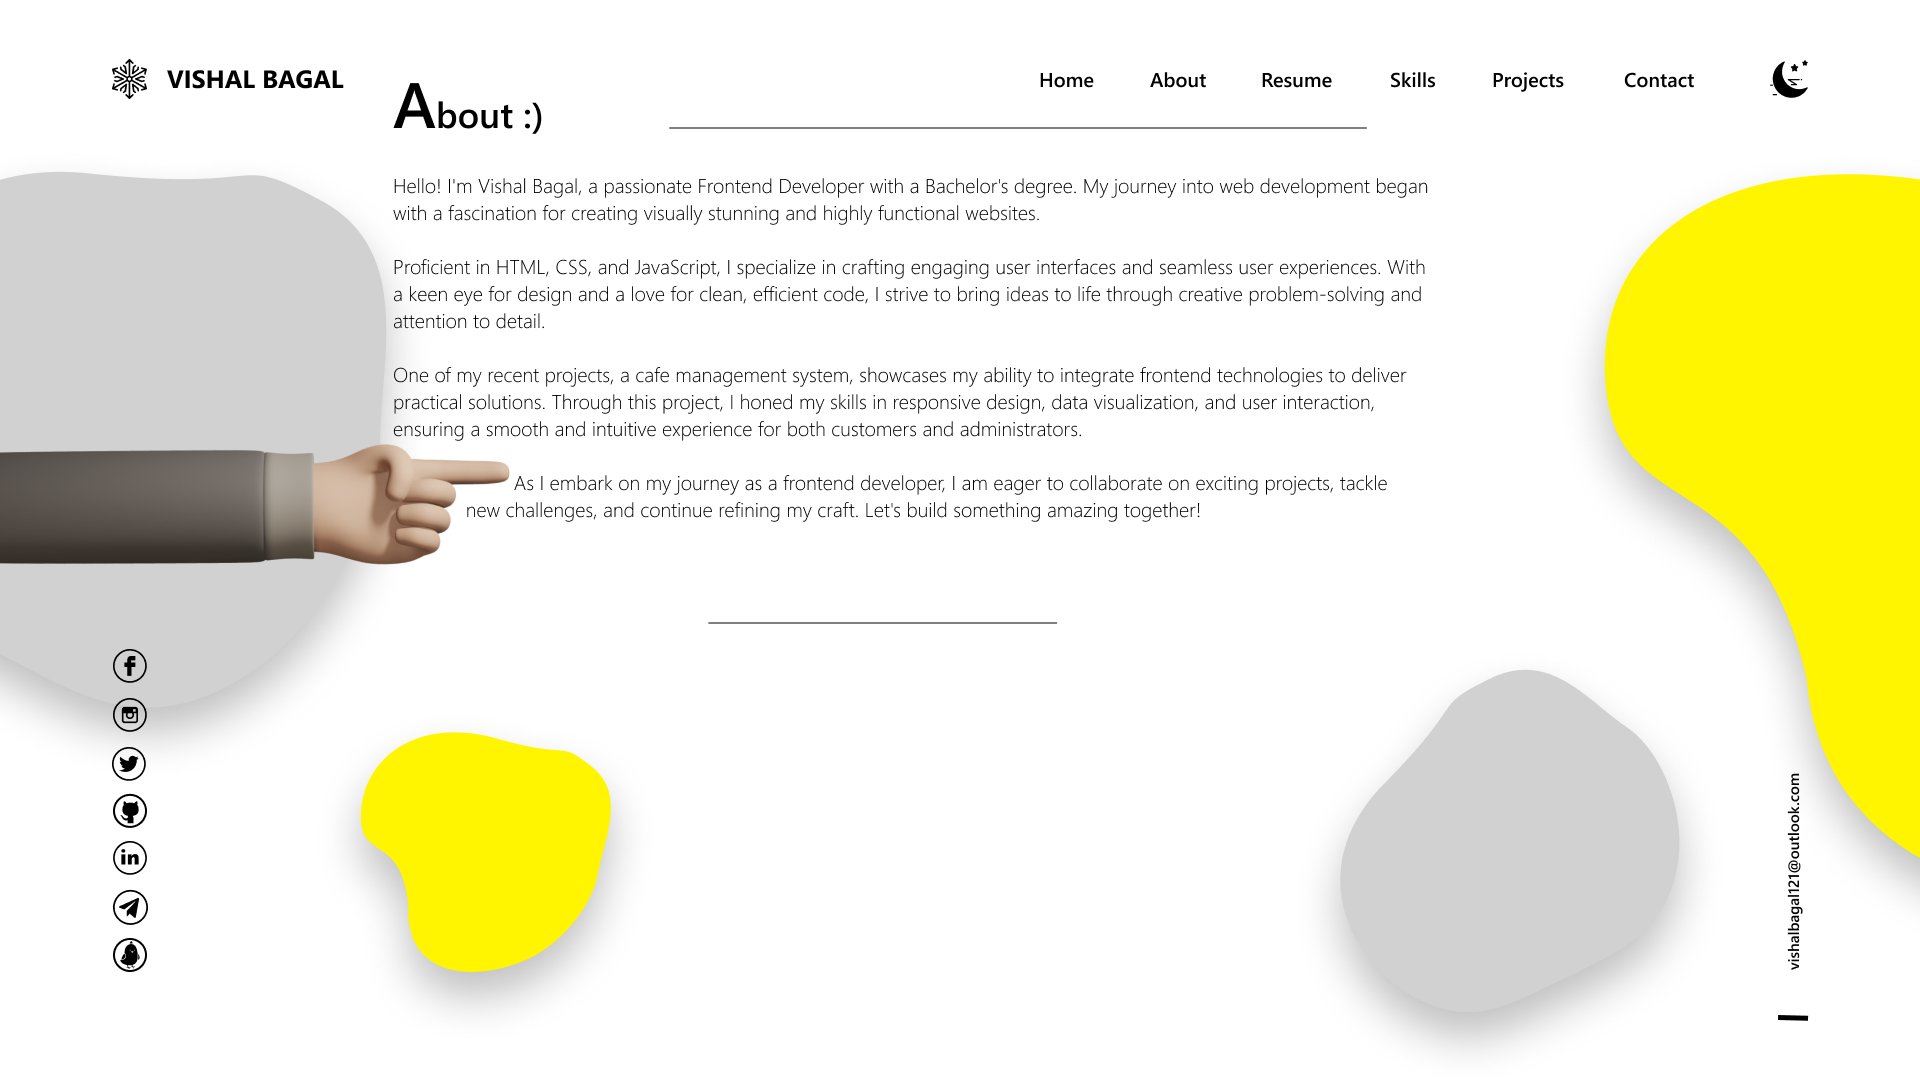 VISHAL BAGAL
Home
About
Resume
Skills
Projects
Contact
About :)
Hello! I'm Vishal Bagal, a passionate Frontend Developer with a Bachelor's degree. My journey into web development began
with a fascination for creating visually stunning and highly functional websites.
Proficient in HTML, CSS, and JavaScript, I specialize in crafting engaging user interfaces and seamless user experiences. With
a keen eye for design and a love for clean, efficient code, I strive to bring ideas to life through creative problem-solving and
attention to detail.
One of my recent projects, a cafe management system, showcases my ability to integrate frontend technologies to deliver
practical solutions. Through this project, I honed my skills in responsive design, data visualization, and user interaction,
ensuring a smooth and intuitive experience for both customers and administrators.
As I embark on my journey as a frontend developer, I am eager to collaborate on exciting projects, tackle
new challenges, and continue refining my craft. Let's build something amazing together!
vishalbagal121@outlook.com